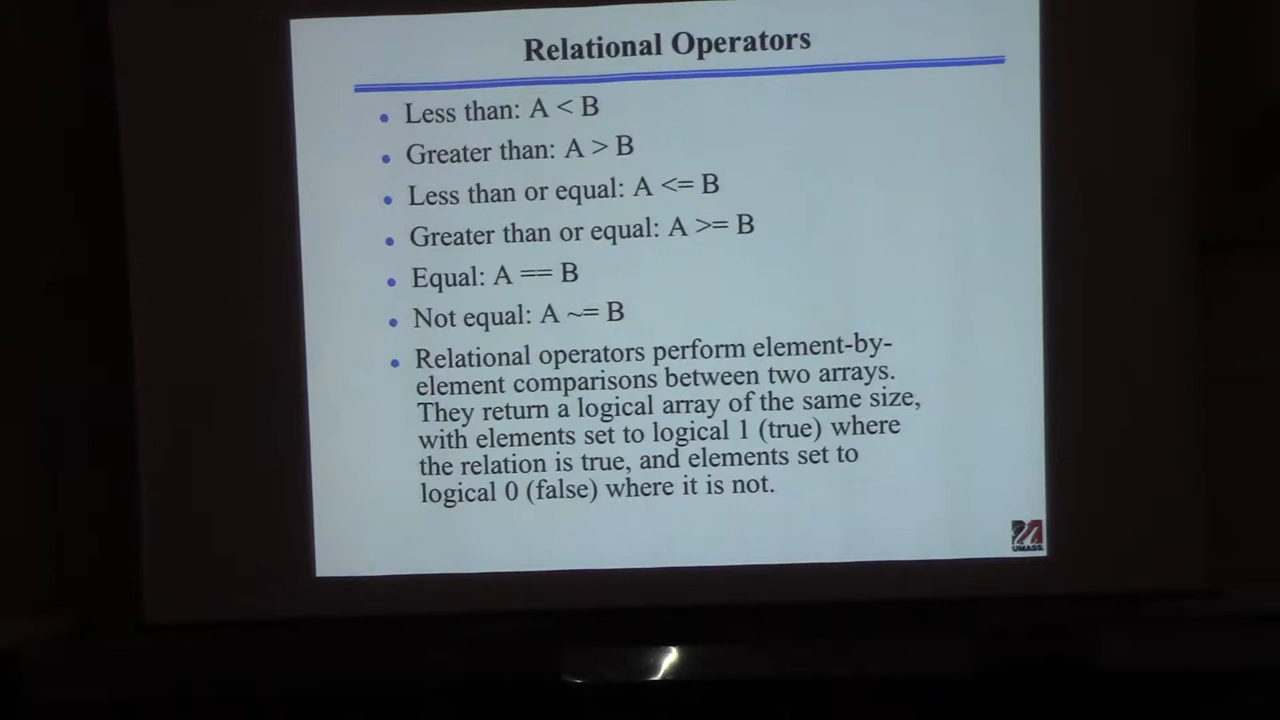 Relational Operators
• Less than: A < B
• Greater than: A > B
• Less than or equal: A <= B
• Greater than or equal: A >= B
• Equal: A == B
• Not equal: A ~= B
• Relational operators perform element-by-
element comparisons between two arrays.
They return a logical array of the same size,
with elements set to logical 1 (true) where
the relation is true, and elements set to
logical 0 (false) where it is not.
UMASS